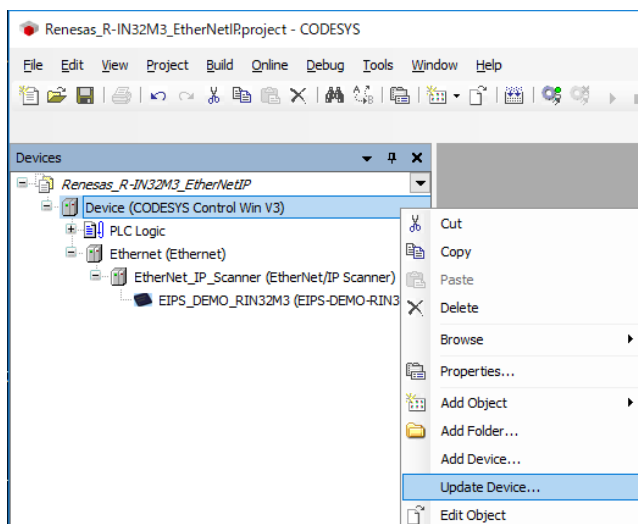 Renesas_R-IN32M3_EtherNetIP.project - CODESYS
File Edit View Project Build Online Debug Tools Window Help
Devices
Renesas_R-IN32M3_EtherNetIP
Device (CODESYS Control Win V3)
PLC Logic
Ethernet (Ethernet)
EtherNet_IP_Scanner (EtherNet/IP Scanner)
EIPS_DEMO_RIN32M3 (EIPS-DEMO-RIN3
Cut
Copy
Paste
Delete
Browse
Properties...
Add Object
Add Folder...
Add Device...
Update Device...
Edit Object